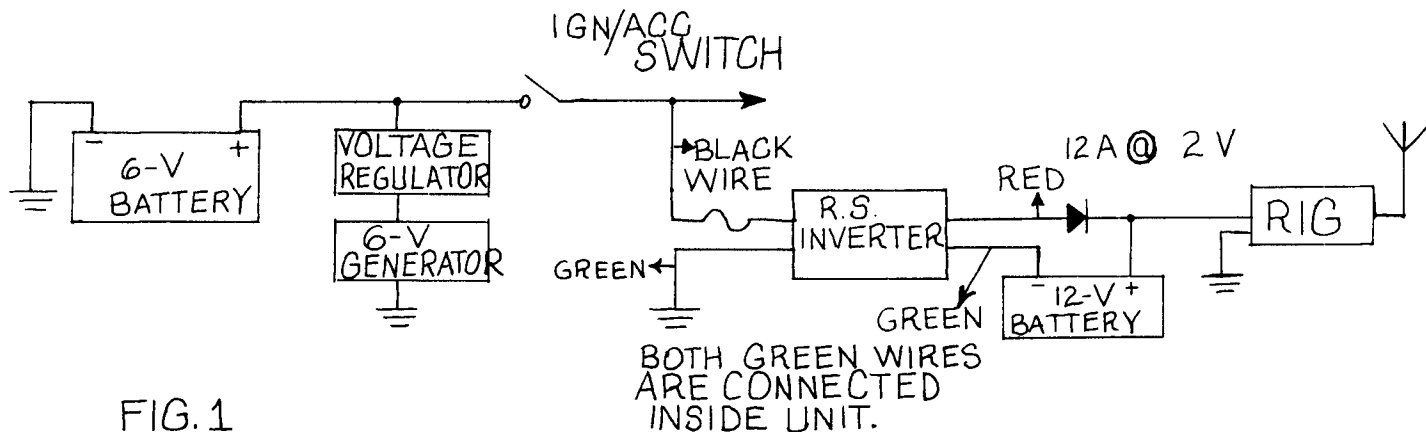 IGN/ACC
SWITCH
- +
6-V
BATTERY
VOLTAGE
REGULATOR
6-V
GENERATOR
BLACK
WIRE
GREEN
R.S.
INVERTER
RED
12A @ 2 V
GREEN
- 12-V +
BATTERY
RIG
BOTH GREEN WIRES
ARE CONNECTED
INSIDE UNIT.
FIG. 1